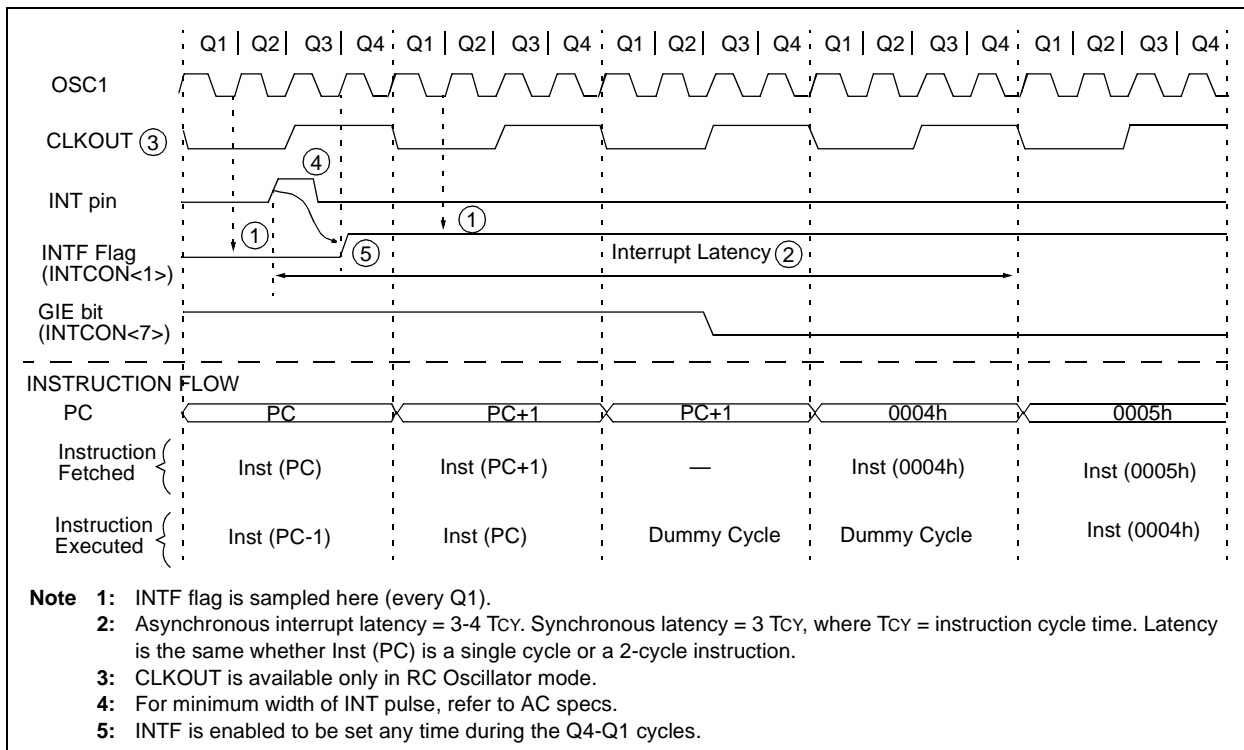 Q1 Q2 Q3 Q4 Q1 Q2 Q3 Q4 Q1 Q2 Q3 Q4 Q1 Q2 Q3 Q4 Q1 Q2 Q3 Q4
OSC1
CLKOUT 3
4
INT pin
1 1
INTF Flag
(INTCON<1>)
5
Interrupt Latency 2
GIE bit
(INTCON<7>)
INSTRUCTION FLOW
PC PC PC+1 PC+1 0004h 0005h
Instruction
Fetched
Inst (PC) Inst (PC+1) — Inst (0004h) Inst (0005h)
Instruction
Executed
Inst (PC-1) Inst (PC) Dummy Cycle Dummy Cycle Inst (0004h)
Note 1: INTF flag is sampled here (every Q1).
2: Asynchronous interrupt latency = 3-4 TCY. Synchronous latency = 3 TCY, where TCY = instruction cycle time. Latency
is the same whether Inst (PC) is a single cycle or a 2-cycle instruction.
3: CLKOUT is available only in RC Oscillator mode.
4: For minimum width of INT pulse, refer to AC specs.
5: INTF is enabled to be set any time during the Q4-Q1 cycles.